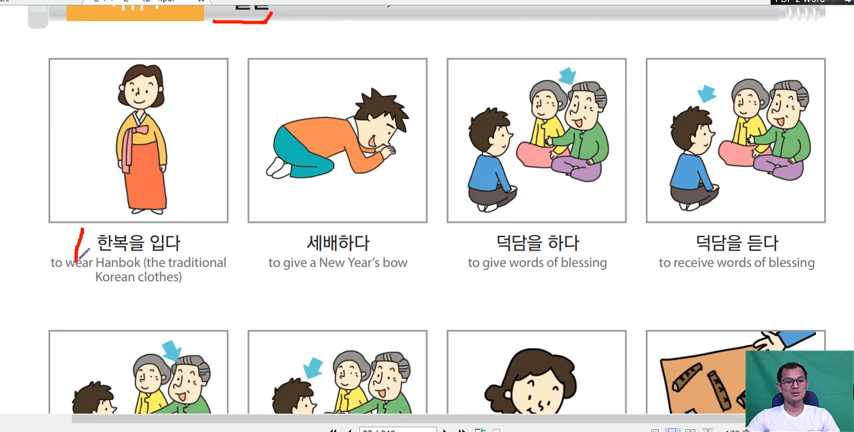 한복을 입다
to wear Hanbok (the traditional
Korean clothes)
세배하다
to give a New Year's bow
덕담을 하다
to give words of blessing
덕담을 듣다
to receive words of blessing